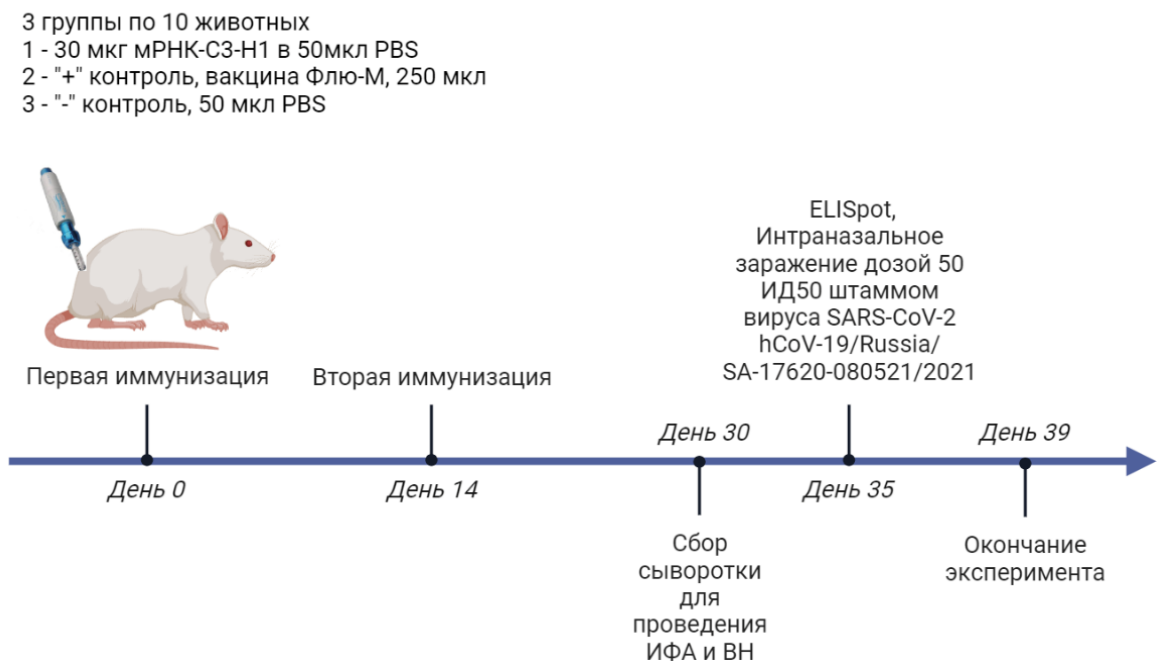 3 группы по 10 животных
1 - 30 мкг мРНК-С3-Н1 в 50мкл PBS
2 - "+" контроль, вакцина Флю-М, 250 мкл
3 - "-" контроль, 50 мкл PBS
Первая иммунизация
Вторая иммунизация
ELISpot,
Интраназальное
заражение дозой 50
ИД50 штаммом
вируса SARS-CoV-2
hCoV-19/Russia/
SA-17620-080521/2021
День 0
День 14
День 30
День 35
День 39
Сбор
сыворотки
для
проведения
ИФА и ВН
Окончание
эксперимента